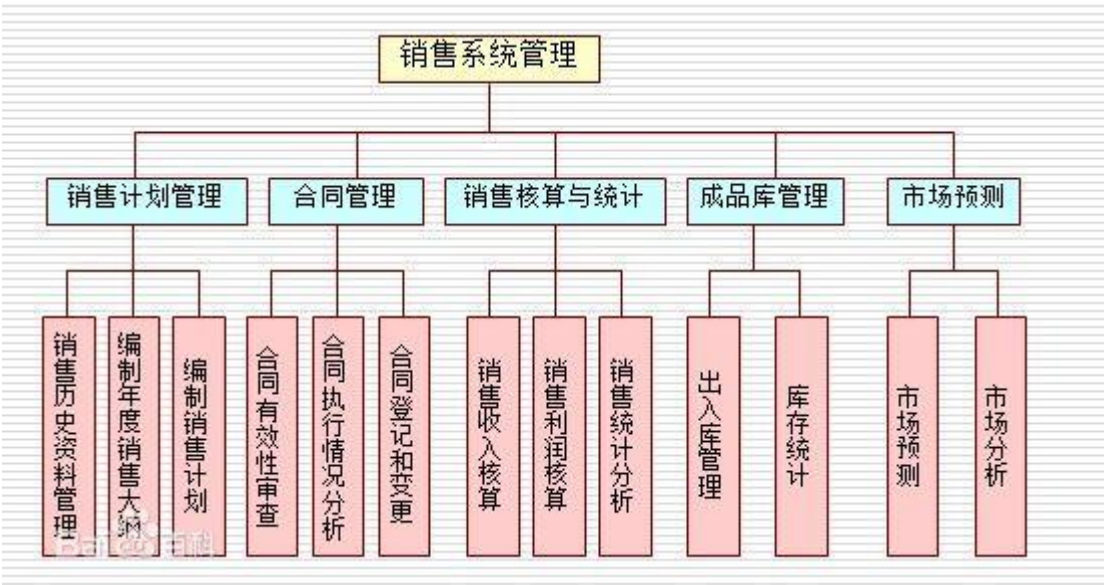 销售系统管理
销售计划管理
合同管理
销售核算与统计
成品库管理
市场预测
销售历史资料管理
编制年度销售大纲
编制销售计划
合同有效性审查
合同执行情况分析
合同登记和变更
销售收入核算
销售利润核算
销售统计分析
出入库管理
库存统计
市场预测
市场分析
Bai 百科